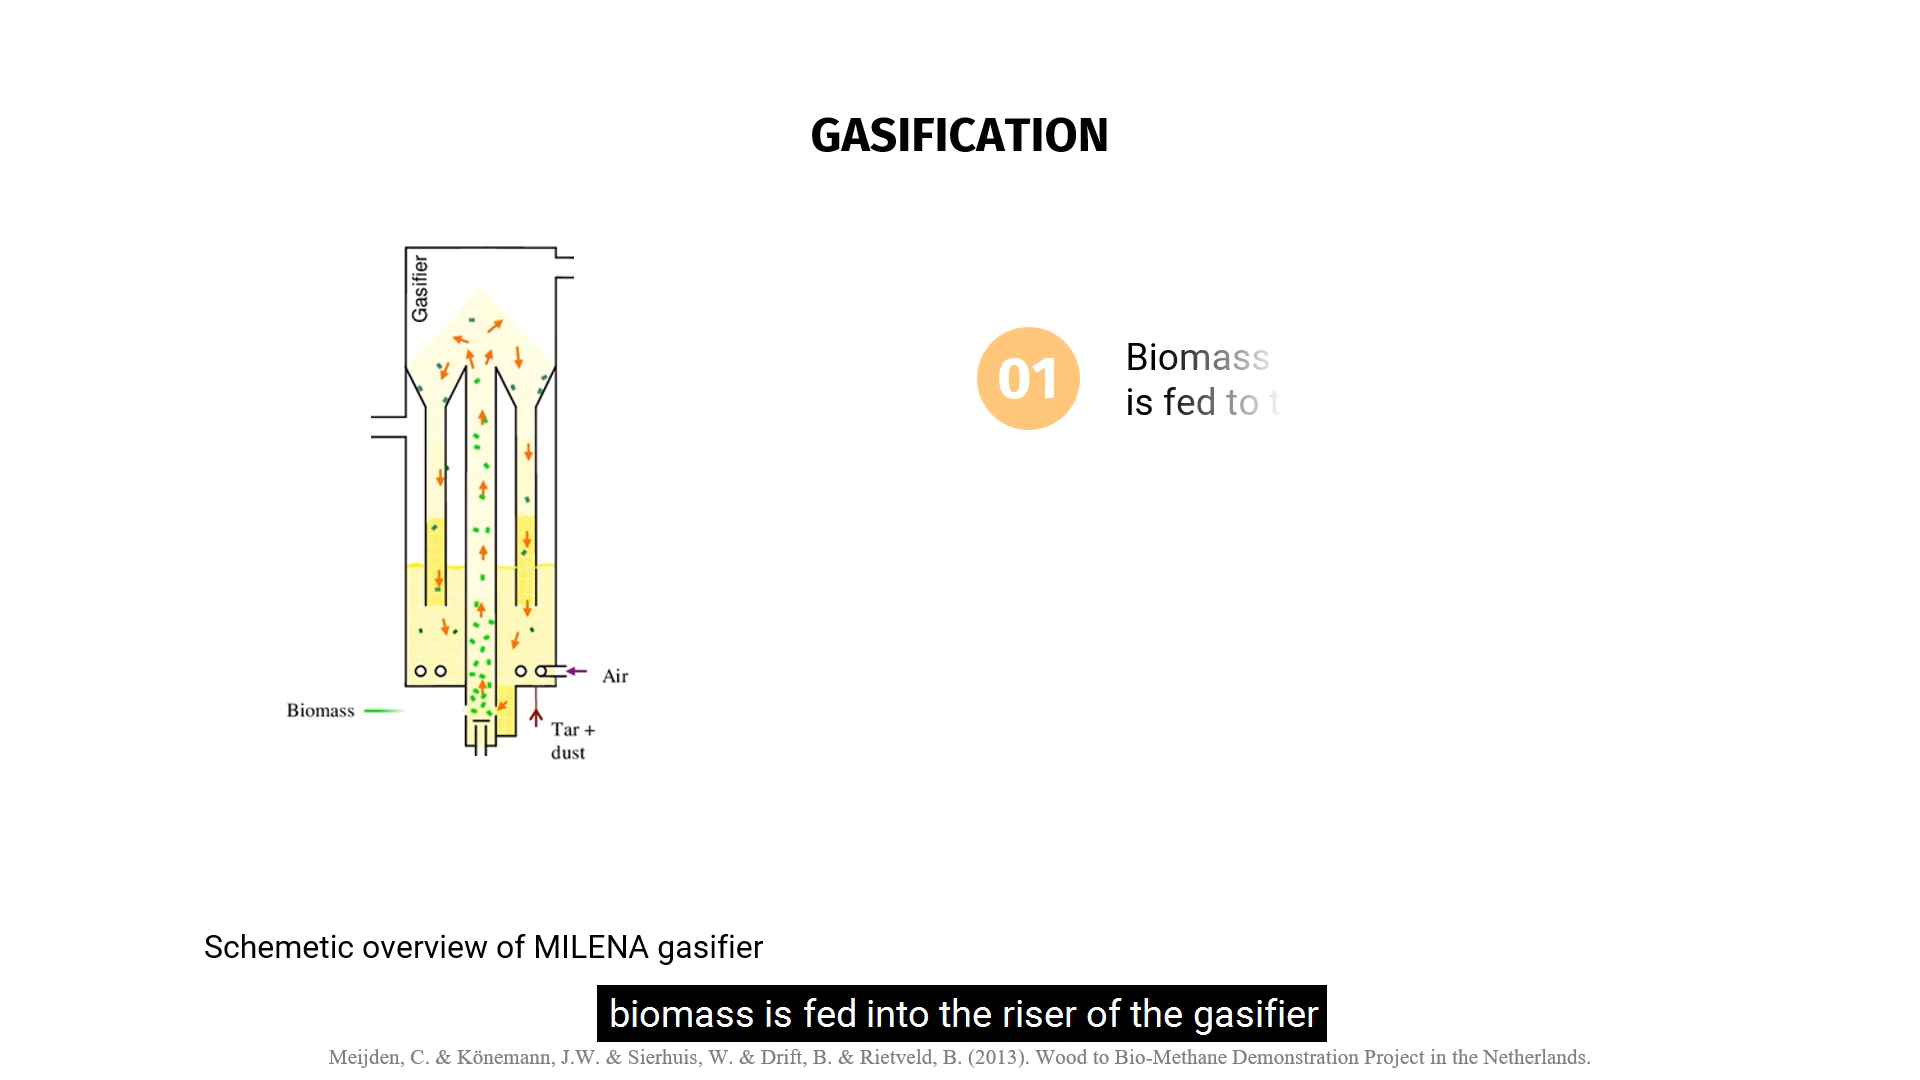 GASIFICATION
Gasifier
01
Biomass
is fed to t
Air
Biomass
Tar +
dust
Schemetic overview of MILENA gasifier
biomass is fed into the riser of the gasifier
Meijden, C. & Könemann, J.W. & Sierhuis, W. & Drift, B. & Rietveld, B. (2013). Wood to Bio-Methane Demonstration Project in the Netherlands.